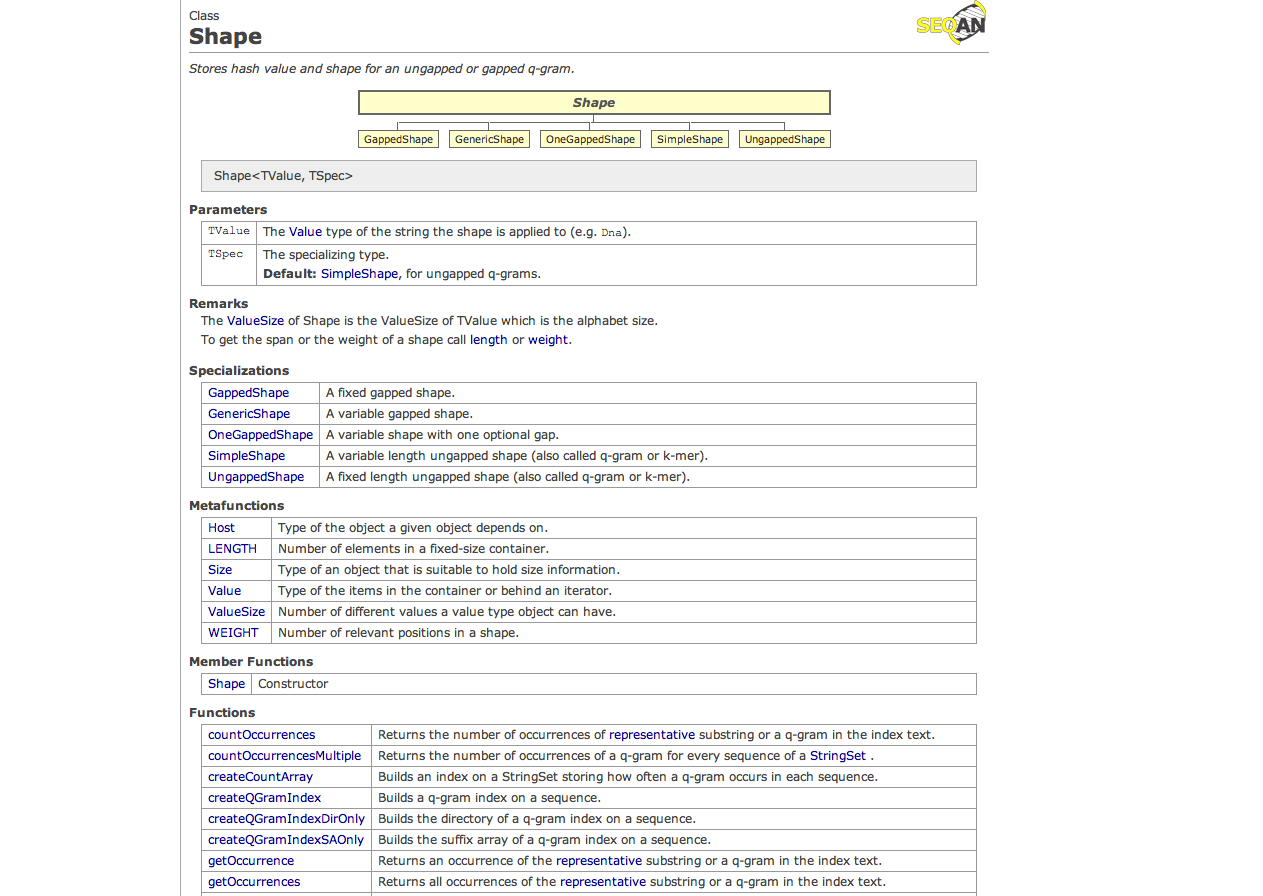 Class
SEQAN
Shape
Stores hash value and shape for an ungapped or gapped q-gram.
Shape
GappedShape GenericShape OneGappedShape SimpleShape UngappedShape
Shape<TValue, TSpec>
Parameters
TValue The Value type of the string the shape is applied to (e.g. Dna).
TSpec The specializing type.
Default: SimpleShape, for ungapped q-grams.
Remarks
The ValueSize of Shape is the ValueSize of TValue which is the alphabet size.
To get the span or the weight of a shape call length or weight.
Specializations
GappedShape A fixed gapped shape.
GenericShape A variable gapped shape.
OneGappedShape A variable shape with one optional gap.
SimpleShape A variable length ungapped shape (also called q-gram or k-mer).
UngappedShape A fixed length ungapped shape (also called q-gram or k-mer).
Metafunctions
Host Type of the object a given object depends on.
LENGTH Number of elements in a fixed-size container.
Size Type of an object that is suitable to hold size information.
Value Type of the items in the container or behind an iterator.
ValueSize Number of different values a value type object can have.
WEIGHT Number of relevant positions in a shape.
Member Functions
Shape Constructor
Functions
countOccurrences Returns the number of occurrences of representative substring or a q-gram in the index text.
countOccurrencesMultiple Returns the number of occurrences of a q-gram for every sequence of a StringSet .
createCountArray Builds an index on a StringSet storing how often a q-gram occurs in each sequence.
createQGramIndex Builds a q-gram index on a sequence.
createQGramIndexDirOnly Builds the directory of a q-gram index on a sequence.
createQGramIndexSAOnly Builds the suffix array of a q-gram index on a sequence.
getOccurrence Returns an occurrence of the representative substring or a q-gram in the index text.
getOccurrences Returns all occurrences of the representative substring or a q-gram in the index text.